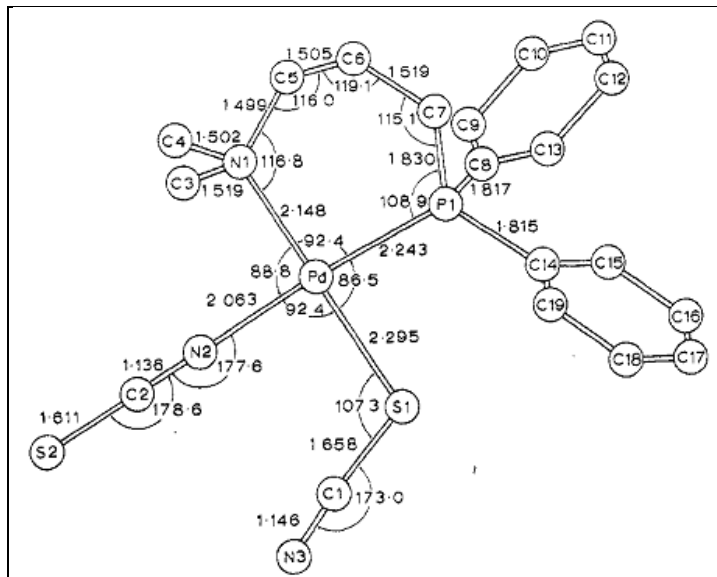 1.505
C6
C11
C10
C5
1.519
C12
119.1
1.499
116.0
115.1
C7
C9
C4
1.502
C13
N1
116.8
1.830
C8
C3
1.519
1.817
108.9
P1
2.148
1.815
92.4
2.243
88.8
Pd
86.5
C14
C15
2.063
92.4
C19
C16
N2
2.295
1.136
177.6
C18
C17
C2
S1
1.611
178.6
107.3
S2
1.658
C1
173.0
1.146
N3